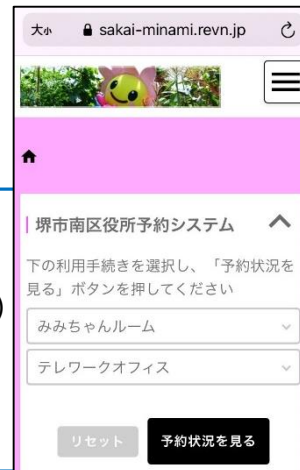 大小 sakai-minami.revn.jp
堺市南区役所予約システム
下の利用手続きを選択し、「予約状況を
見る」ボタンを押してください
みみちゃんルーム
テレワークオフィス
リセット 予約状況を見る
)